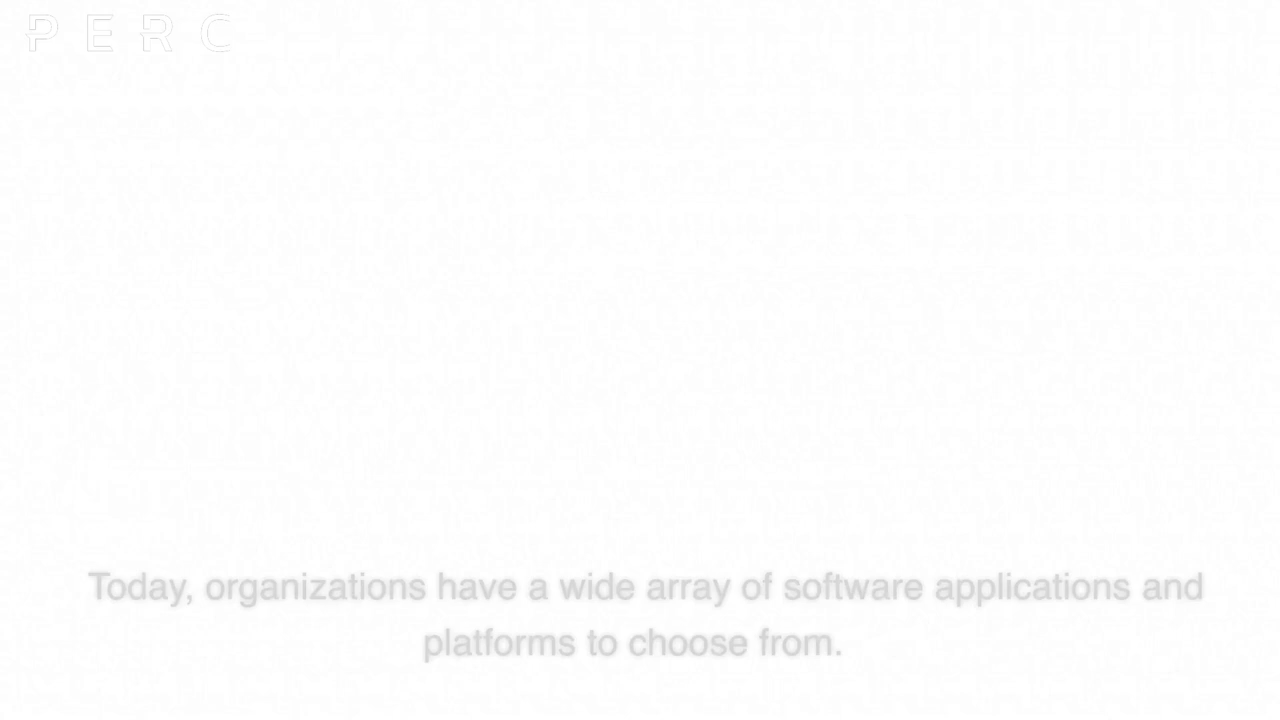 PERC
Today, organizations have a wide array of software applications and
platforms to choose from.